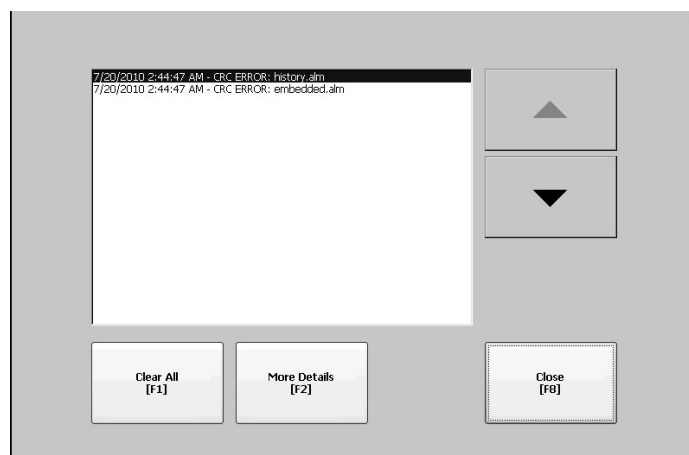 7/20/2010 2:44:47 AM - CRC ERROR: history.alm
7/20/2010 2:44:47 AM - CRC ERROR: embedded.alm
Clear All
[F1]
More Details
[F2]
Close
[F8]